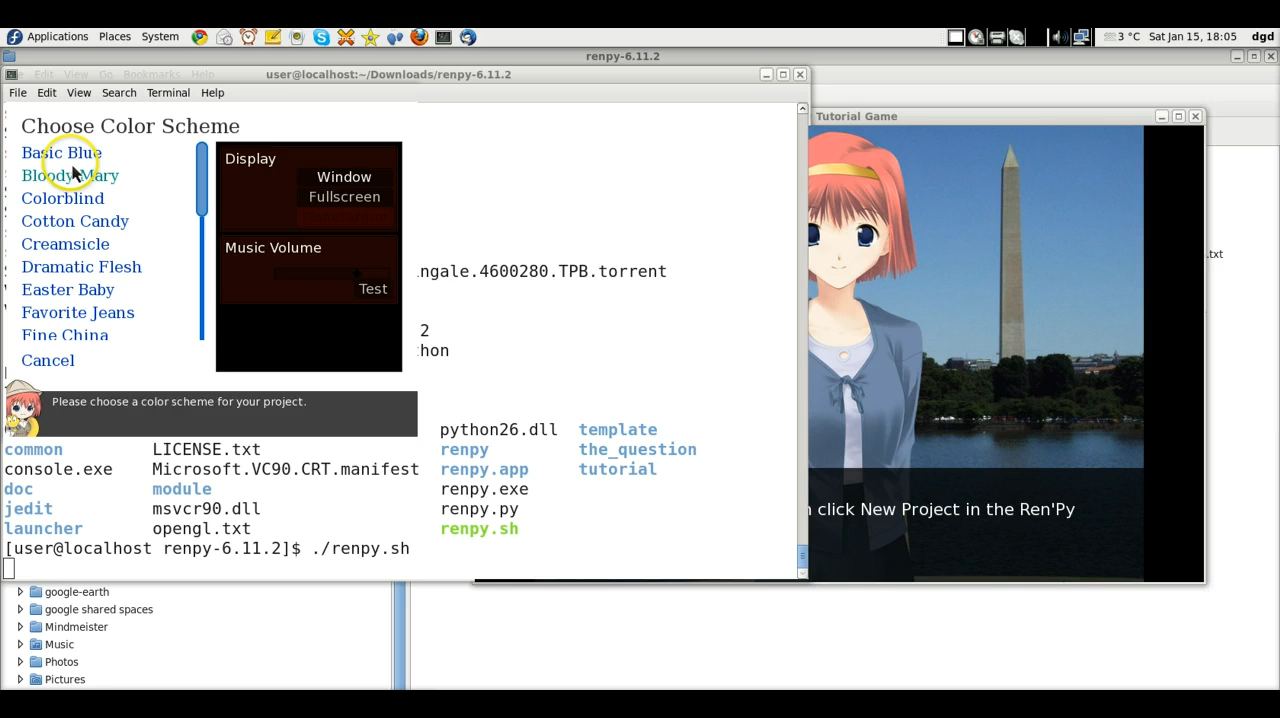 Applications Places System
3 °C Sat Jan 15, 18:05 dgd
renpy-6.11.2
Edit View Go Bookmarks Help
user@localhost:~/Downloads/renpy-6.11.2
File Edit View Search Terminal Help
Tutorial Game
Choose Color Scheme
Basic Blue
Bloody Mary
Colorblind
Cotton Candy
Creamsicle
Dramatic Flesh
Easter Baby
Favorite Jeans
Fine China
Cancel
Display
Window
Fullscreen
Music Volume
Test
Please choose a color scheme for your project.
ngale.4600280.TPB.torrent
2
hon
.txt
python26.dll template
common LICENSE.txt renpy the_question
console.exe Microsoft.VC90.CRT.manifest renpy.app tutorial
doc module renpy.exe
jedit msvcr90.dll renpy.py
launcher opengl.txt renpy.sh
[user@localhost renpy-6.11.2]$ ./renpy.sh
click New Project in the Ren'Py
google-earth
google shared spaces
Mindmeister
Music
Photos
Pictures